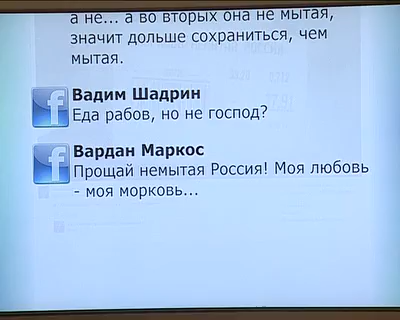 а не... а во вторых она не мытая,
значит дольше сохраниться, чем
мытая.
Вадим Шадрин
Еда рабов, но не господ?
Вардан Маркос
Прощай немытая Россия! Моя любовь
- моя морковь...